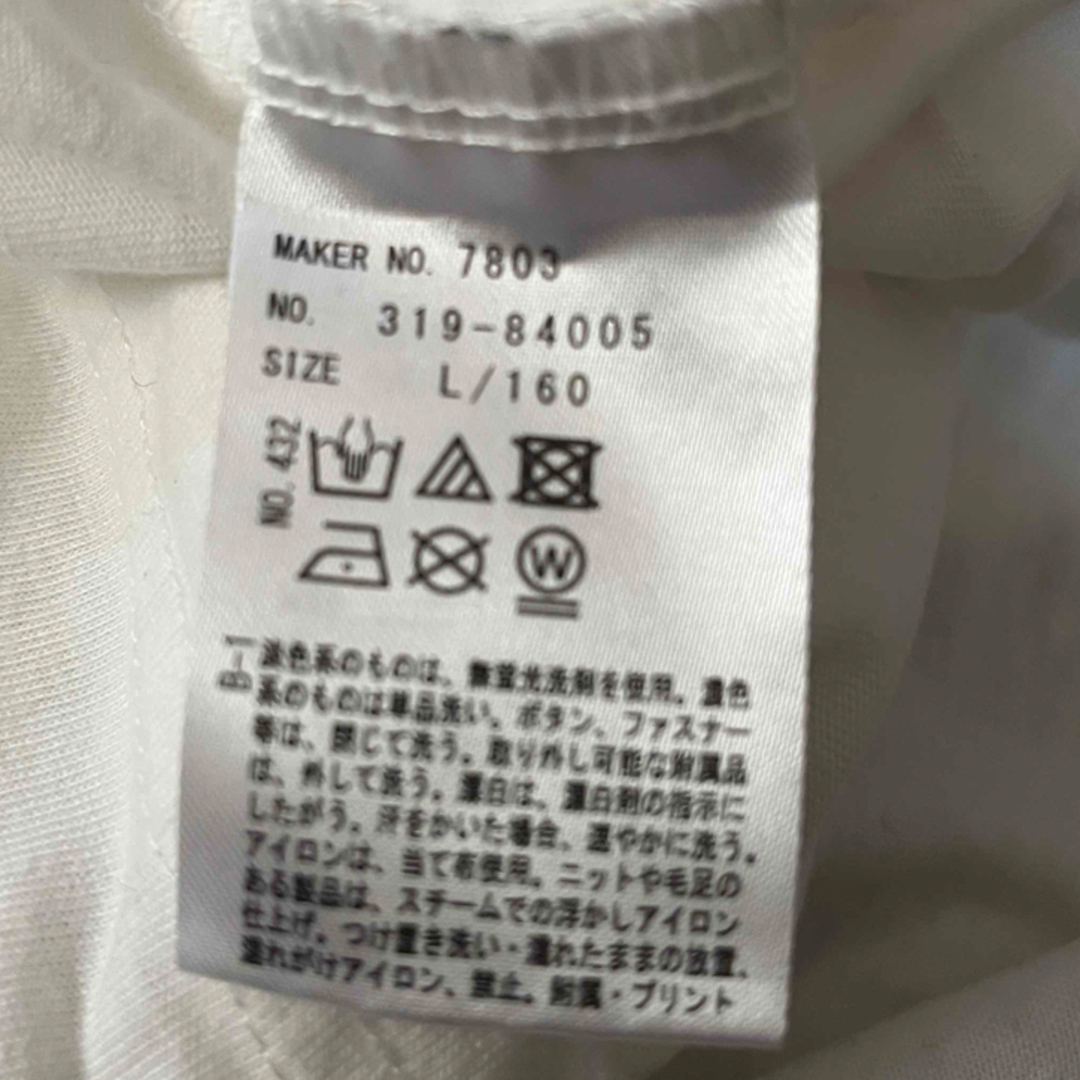 MAKER NO. 7803
NO. 319-84005
SIZE L/160
NO. 432
W
淡色系のものは、無蛍光洗剤を使用。濃色
系のものは単品洗い。ボタン、ファスナー
等は、閉じて洗う。取り外し可能な附属品
は、外して洗う。漂白は、漂白剤の指示に
したがう。汗をかいた場合、速やかに洗う。
アイロンは、当て布使用。ニットや毛足の
ある製品は、スチームでの浮かしアイロン
仕上げ。つけ置き洗い・濡れたままの放置、
濡れがけアイロン、禁止。附属・プリント